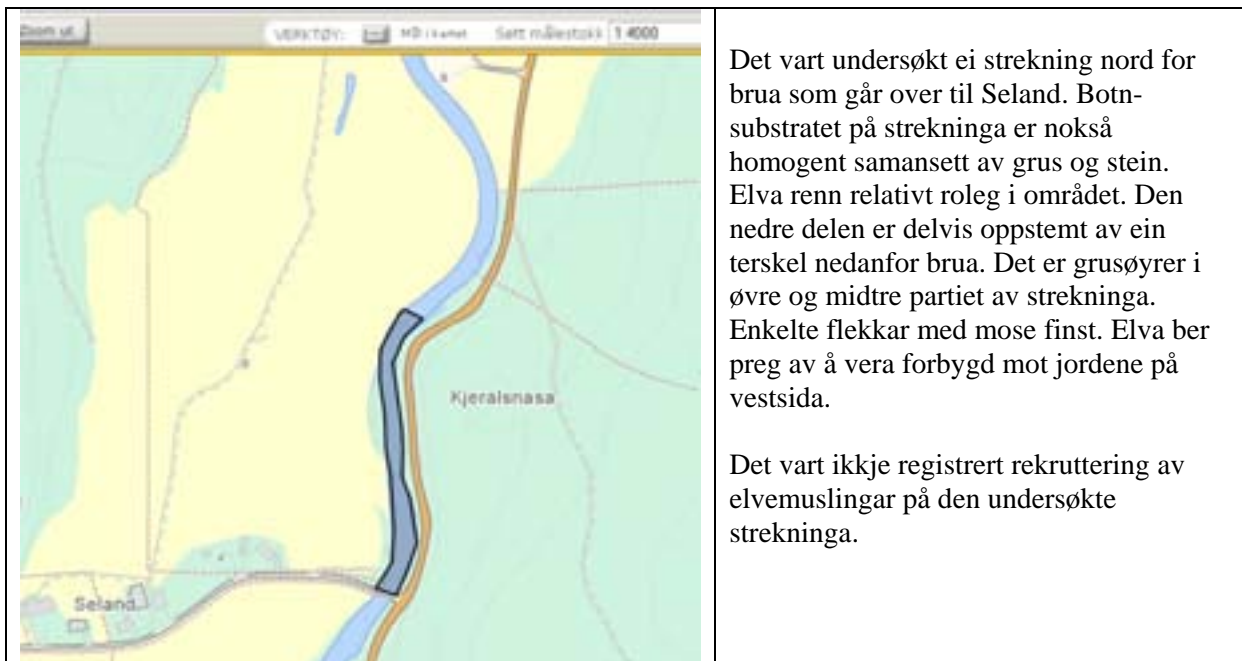 Zoom ut
VERKTØY:
Mål i kartet
Sett målestokk
1 4000
Kjeralsnasa
Seland
Det vart undersøkt ei strekning nord for
brua som går over til Seland. Botn-
substratet på strekninga er nokså
homogent samansett av grus og stein.
Elva renn relativt roleg i området. Den
nedre delen er delvis oppstemt av ein
terskel nedanfor brua. Det er grusøyrer i
øvre og midtre partiet av strekninga.
Enkelte flekkar med mose finst. Elva ber
preg av å vera forbygd mot jordene på
vestsida.
Det vart ikkje registrert rekruttering av
elvemuslingar på den undersøkte
strekninga.